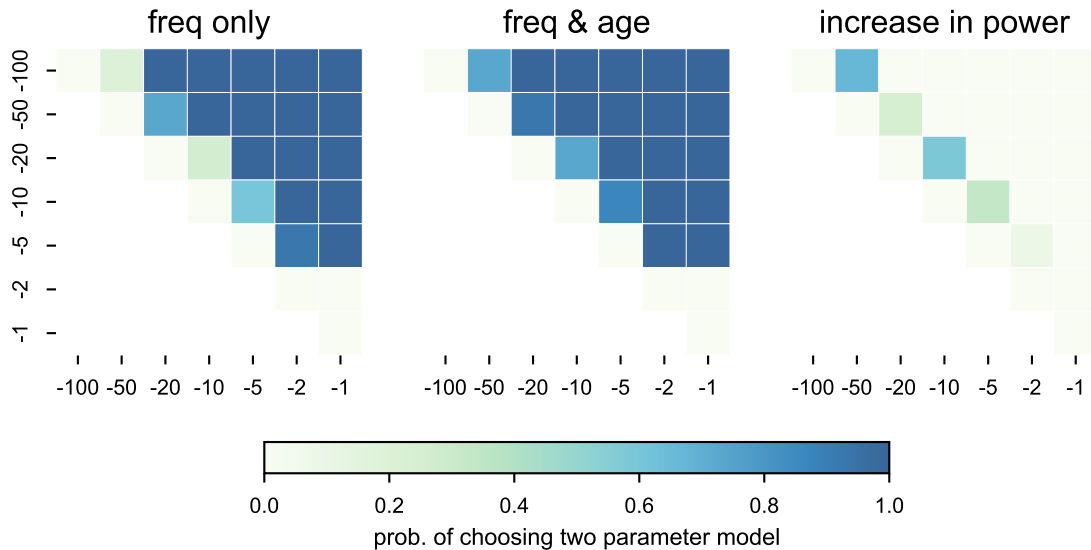 freq only
freq & age
increase in power
-100
-50
-20
-10
-5
-2
-1
-100 -50 -20 -10 -5 -2 -1
-100 -50 -20 -10 -5 -2 -1
-100 -50 -20 -10 -5 -2 -1
0.0 0.2 0.4 0.6 0.8 1.0
prob. of choosing two parameter model